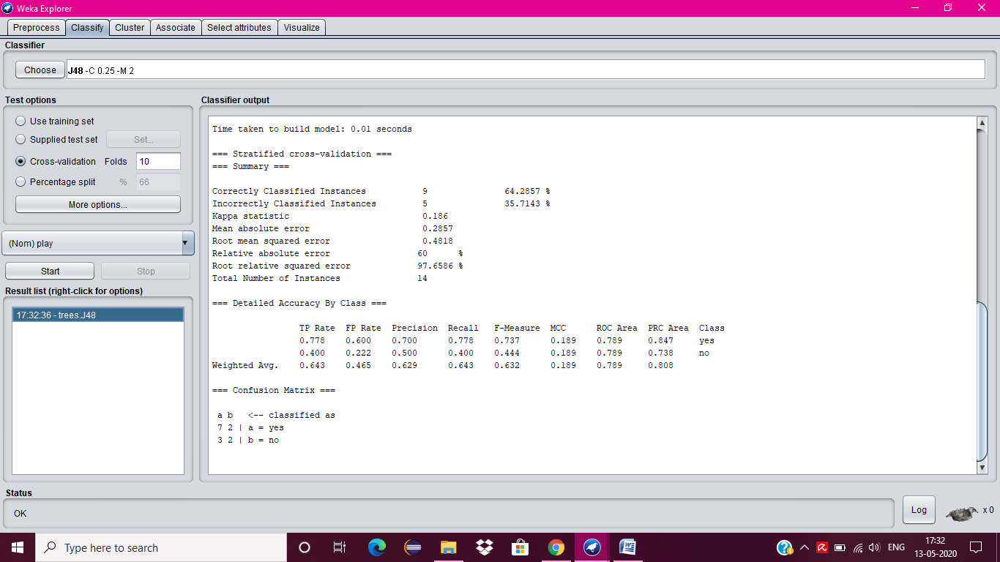 Weka Explorer
Preprocess Classify Cluster Associate Select attributes Visualize
Classifier
Choose J48 -C 0.25 -M 2
Test options
Use training set
Supplied test set Set...
Cross-validation Folds 10
Percentage split % 66
More options...
(Nom) play
Start Stop
Result list (right-click for options)
17:32:36 - trees.J48
Classifier output
Time taken to build model: 0.01 seconds
=== Stratified cross-validation ===
=== Summary ===
Correctly Classified Instances 9 64.2857 %
Incorrectly Classified Instances 5 35.7143 %
Kappa statistic 0.186
Mean absolute error 0.2857
Root mean squared error 0.4818
Relative absolute error 60 %
Root relative squared error 97.6586 %
Total Number of Instances 14
=== Detailed Accuracy By Class ===
TP Rate FP Rate Precision Recall F-Measure MCC ROC Area PRC Area Class
0.778 0.600 0.700 0.778 0.737 0.189 0.789 0.847 yes
0.400 0.222 0.500 0.400 0.444 0.189 0.789 0.738 no
Weighted Avg. 0.643 0.465 0.629 0.643 0.632 0.189 0.789 0.808
=== Confusion Matrix ===
a b <-- classified as
7 2 | a = yes
3 2 | b = no
Status
OK
Log x 0
Type here to search
ENG
17:32
13-05-2020